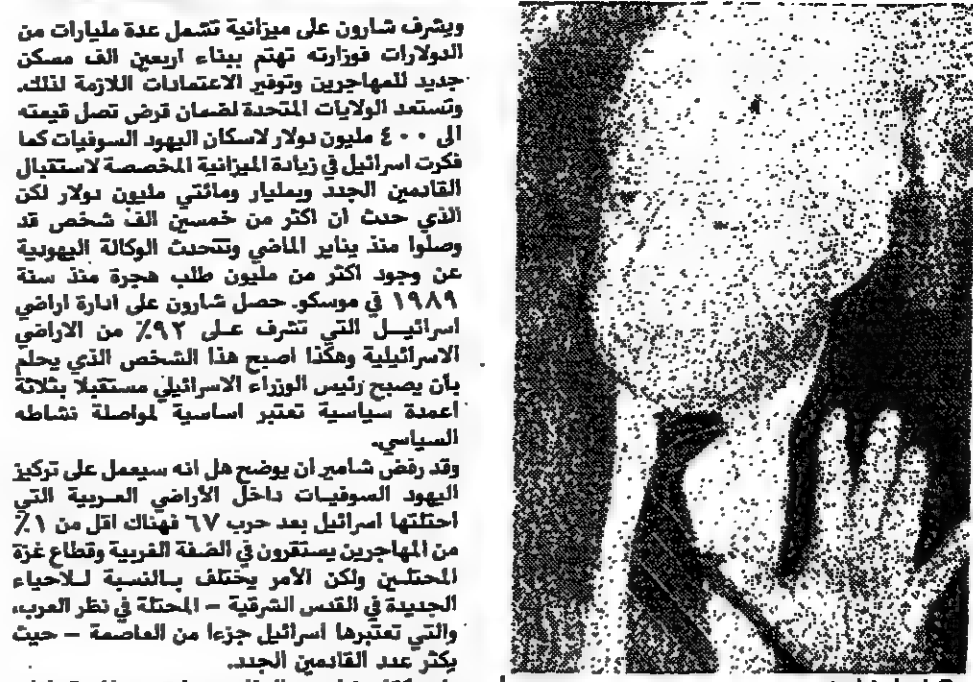 ويشرف شارون على ميزانية تشمل عدة مليارات من
الدولارات فوزارته تهتم ببناء اربعين الف مسكن
جديد للمهاجرين وتوفير الاعتمادات اللازمة لذلك.
وتستعد الولايات المتحدة لضمان قرض تصل قيمته
الى ٤٠٠ مليون دولار لاسكان اليهود السوفيات كما
فكرت اسرائيل في زيادة الميزانية المخصصة لاستقبال
القادمين الجدد وبمليار ومائتي مليون دولار لكن
الذي حدث ان اكثر من خمسين الف شخص قد
وصلوا منذ يناير الماضي وتتحدث الوكالة اليهودية
عن وجود اكثر من مليون طلب هجرة منذ سنة
١٩٨٩ في موسكو. حصل شارون على ادارة اراضي
اسرائيــل التي تشرف عــلى ٩٢٪ من الاراضي
الاسرائيلية وهكذا اصبح هذا الشخص الذي يحلم
بأن يصبح رئيس الوزراء الاسرائيلي مستقبلا بثلاثة
اعمدة سياسية تعتبر اساسية لمواصلة نشاطه
السياسي.
وقد رفض شامير ان يوضح هل انه سيعمل على تركيز
اليهود السوفيــات داخل الأراضي العــربية التي
احتلتها اسرائيل بعد حرب ٦٧ فهناك اقل من ١٪
من المهاجرين يستقرون في الضفة الغربية وقطاع غزة
المحتلــين ولكن الأمر يختلف بــالنسبة لــلاحياء
الجديدة في القدس الشرقية – المحتلة في نظر العرب،
والتي تعتبرها اسرائيل جزءا من العاصمة – حيث
يكثر عدد القادمين الجدد.